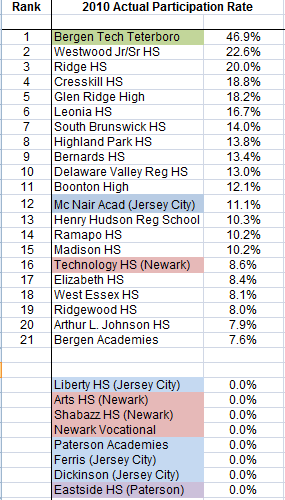 Rank 2010 Actual Participation Rate
1 Bergen Tech Teterboro 46.9%
2 Westwood Jr/Sr HS 22.6%
3 Ridge HS 20.0%
4 Cresskill HS 18.8%
5 Glen Ridge High 18.2%
6 Leonia HS 16.7%
7 South Brunswick HS 14.0%
8 Highland Park HS 13.8%
9 Bernards HS 13.4%
10 Delaware Valley Reg HS 13.0%
11 Boonton High 12.1%
12 Mc Nair Acad (Jersey City) 11.1%
13 Henry Hudson Reg School 10.3%
14 Ramapo HS 10.2%
15 Madison HS 10.2%
16 Technology HS (Newark) 8.6%
17 Elizabeth HS 8.4%
18 West Essex HS 8.1%
19 Ridgewood HS 8.0%
20 Arthur L. Johnson HS 7.9%
21 Bergen Academies 7.6%
Liberty HS (Jersey City) 0.0%
Arts HS (Newark) 0.0%
Shabazz HS (Newark) 0.0%
Newark Vocational 0.0%
Paterson Academies 0.0%
Ferris (Jersey City) 0.0%
Dickinson (Jersey City) 0.0%
Eastside HS (Paterson) 0.0%